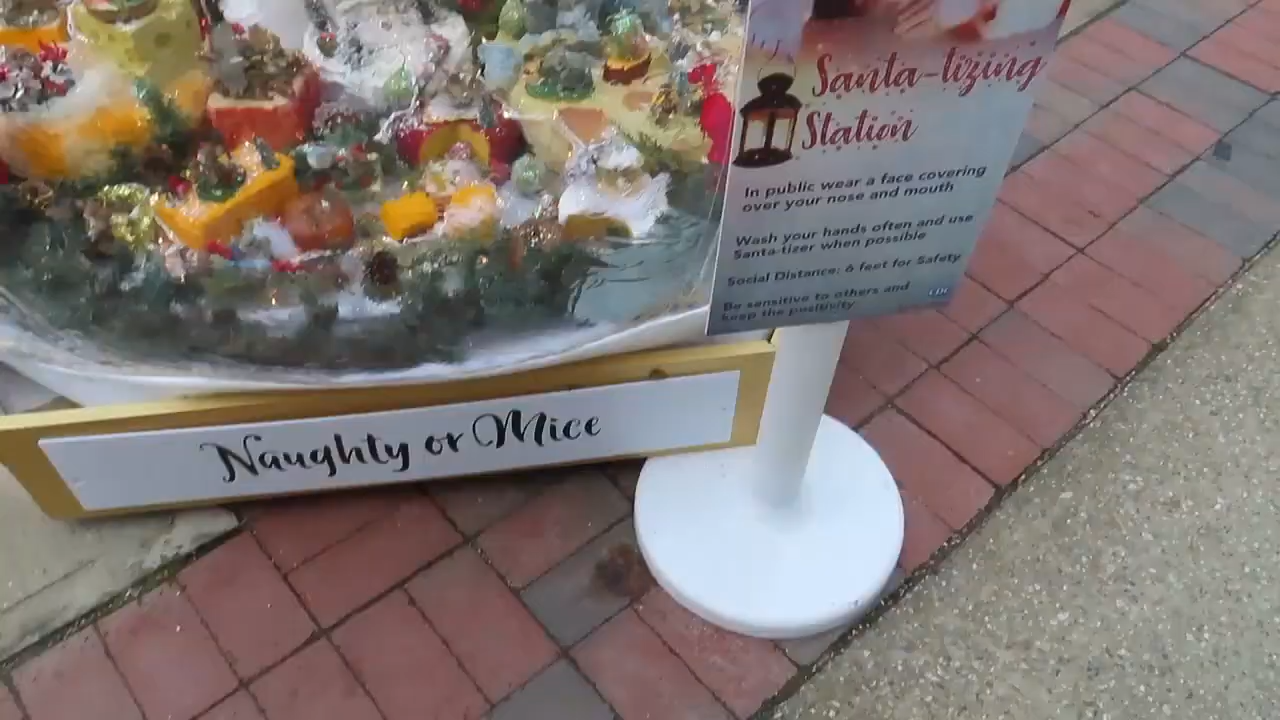 Santa-tizing
Station
In public wear a face covering
over your nose and mouth
Wash your hands often and use
Santa-tizer when possible
Social Distance: 6 feet for Safety
Be sensitive to others and
keep the positivity
CDC
Naughty or Mice